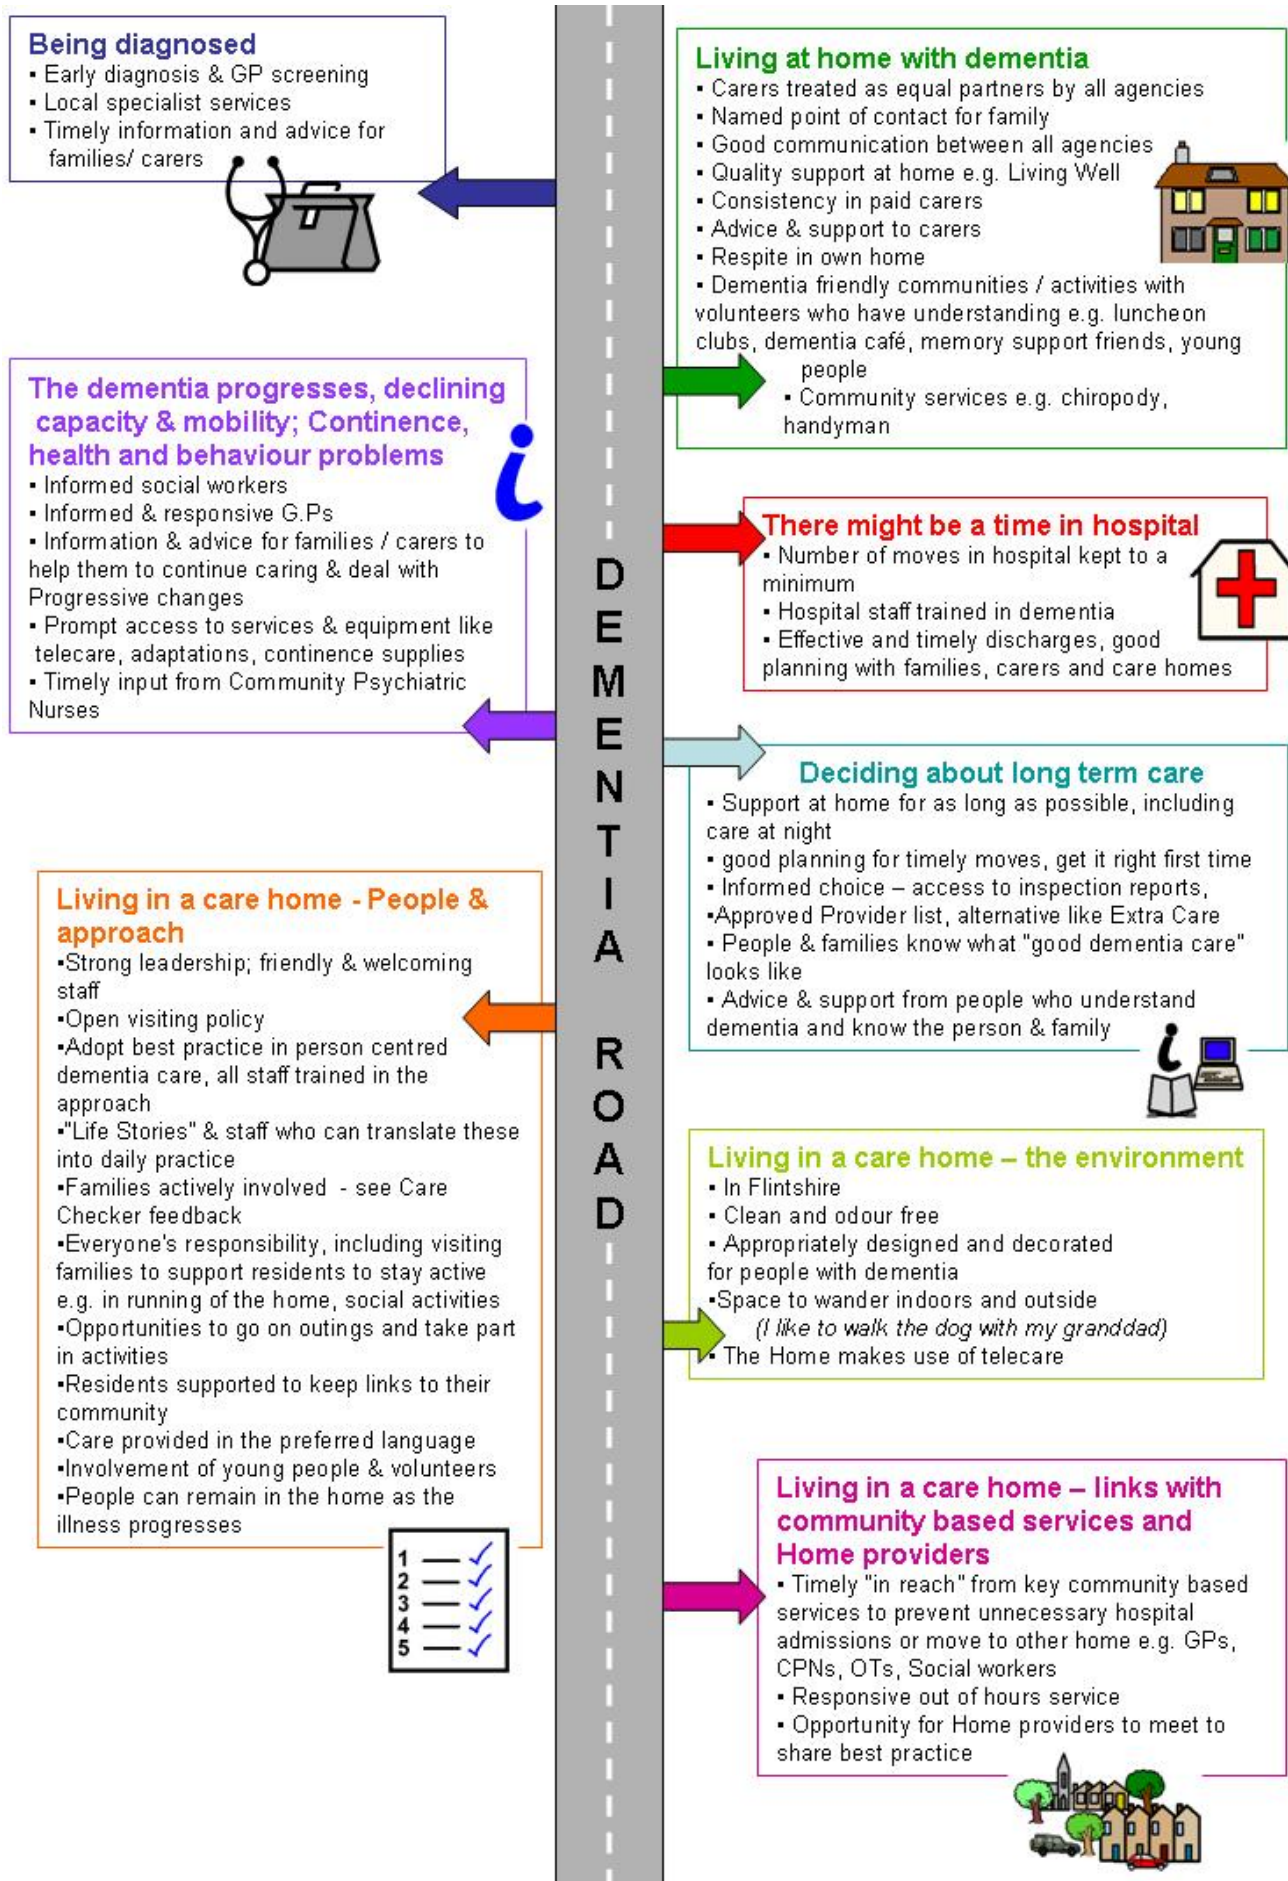 Being diagnosed
▪ Early diagnosis & GP screening
▪ Local specialist services
▪ Timely information and advice for
families/ carers
Living at home with dementia
▪ Carers treated as equal partners by all agencies
▪ Named point of contact for family
▪ Good communication between all agencies
▪ Quality support at home e.g. Living Well
▪ Consistency in paid carers
▪ Advice & support to carers
▪ Respite in own home
▪ Dementia friendly communities / activities with
volunteers who have understanding e.g. luncheon
clubs, dementia café, memory support friends, young
people
▪ Community services e.g. chiropody,
handyman
The dementia progresses, declining
capacity & mobility; Continence,
health and behaviour problems
▪ Informed social workers
▪ Informed & responsive G.Ps
▪ Information & advice for families / carers to
help them to continue caring & deal with
Progressive changes
▪ Prompt access to services & equipment like
telecare, adaptations, continence supplies
▪ Timely input from Community Psychiatric
Nurses
i
There might be a time in hospital
▪ Number of moves in hospital kept to a
minimum
▪ Hospital staff trained in dementia
▪ Effective and timely discharges, good
planning with families, carers and care homes
DEMENTIA ROAD
Deciding about long term care
▪ Support at home for as long as possible, including
care at night
▪ good planning for timely moves, get it right first time
▪ Informed choice – access to inspection reports,
▪Approved Provider list, alternative like Extra Care
▪ People & families know what "good dementia care"
looks like
▪ Advice & support from people who understand
dementia and know the person & family
i
Living in a care home - People &
approach
▪Strong leadership; friendly & welcoming
staff
▪Open visiting policy
▪Adopt best practice in person centred
dementia care, all staff trained in the
approach
▪"Life Stories" & staff who can translate these
into daily practice
▪Families actively involved - see Care
Checker feedback
▪Everyone's responsibility, including visiting
families to support residents to stay active
e.g. in running of the home, social activities
▪Opportunities to go on outings and take part
in activities
▪Residents supported to keep links to their
community
▪Care provided in the preferred language
▪Involvement of young people & volunteers
▪People can remain in the home as the
illness progresses
1
2
3
4
5
Living in a care home – the environment
▪ In Flintshire
▪ Clean and odour free
▪ Appropriately designed and decorated
for people with dementia
▪Space to wander indoors and outside
(I like to walk the dog with my granddad)
▪ The Home makes use of telecare
Living in a care home – links with
community based services and
Home providers
▪ Timely "in reach" from key community based
services to prevent unnecessary hospital
admissions or move to other home e.g. GPs,
CPNs, OTs, Social workers
▪ Responsive out of hours service
▪ Opportunity for Home providers to meet to
share best practice